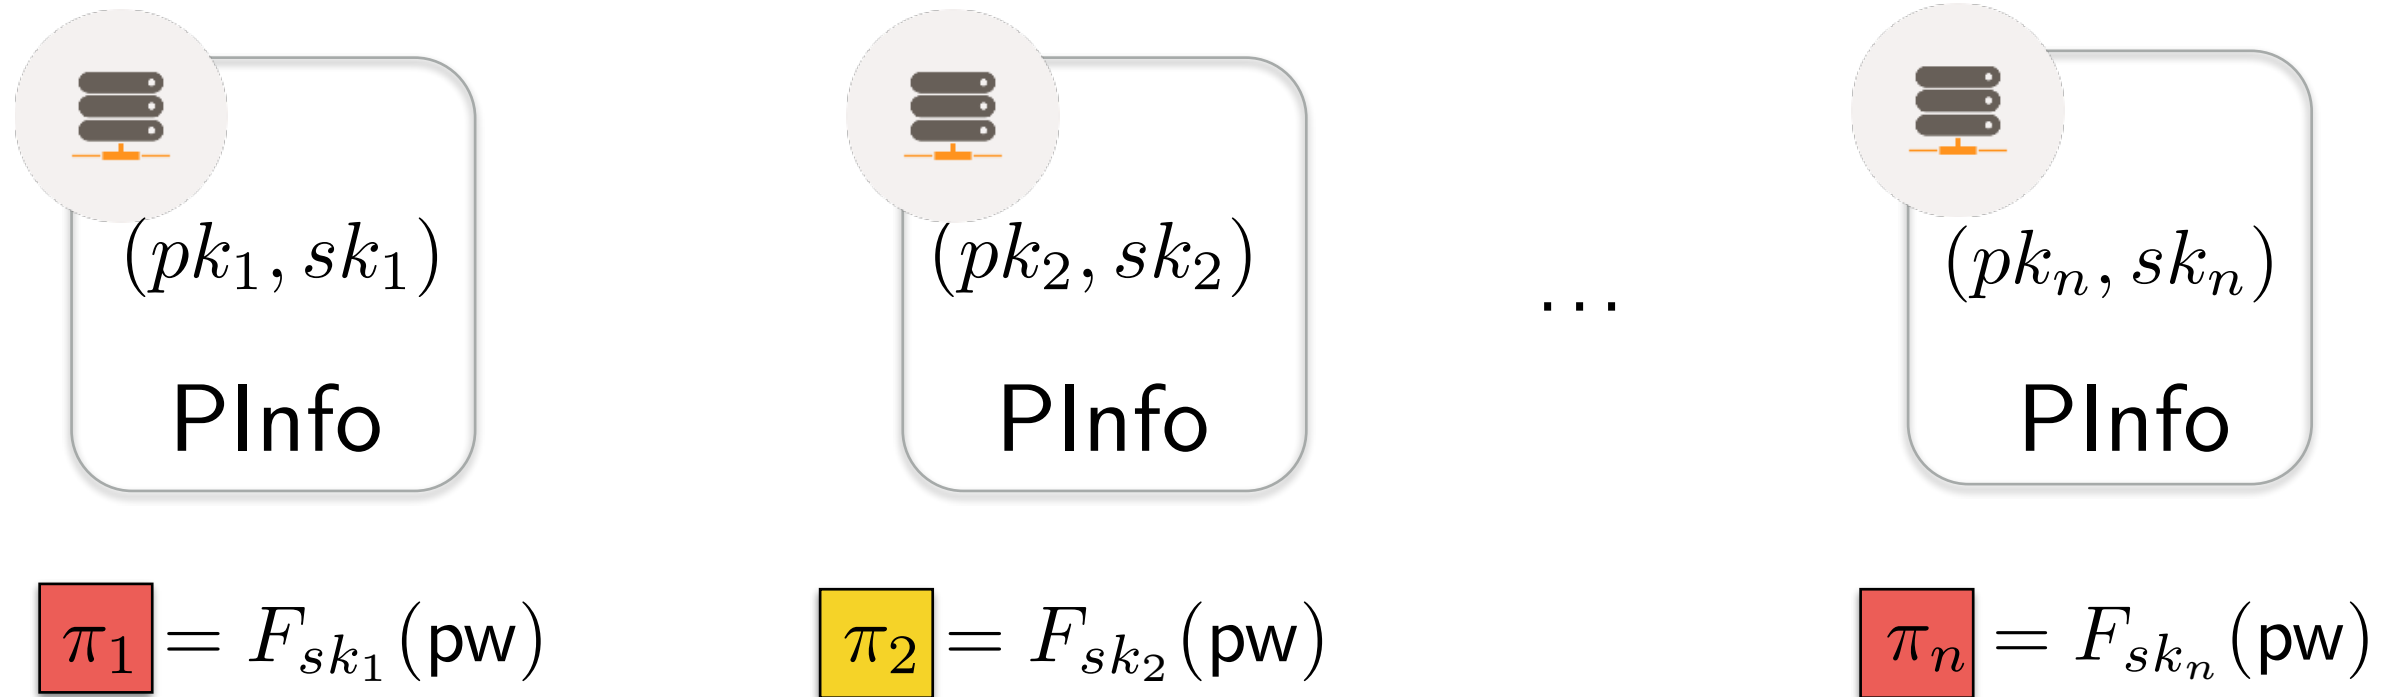 (pk₁, sk₁) (pk₂, sk₂) ... (pkₙ, skₙ)
PInfo PInfo PInfo
π₁ = F_{sk₁}(pw) π₂ = F_{sk₂}(pw) πₙ = F_{skₙ}(pw)